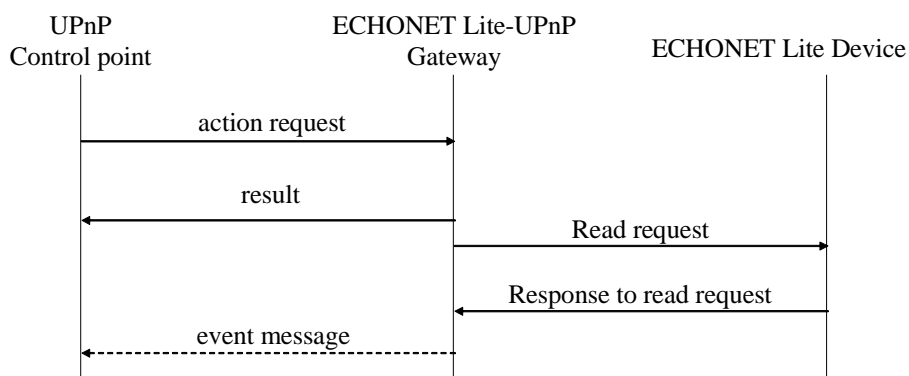 UPnP
Control point
ECHONET Lite-UPnP
Gateway
ECHONET Lite Device
action request
result
Read request
Response to read request
event message